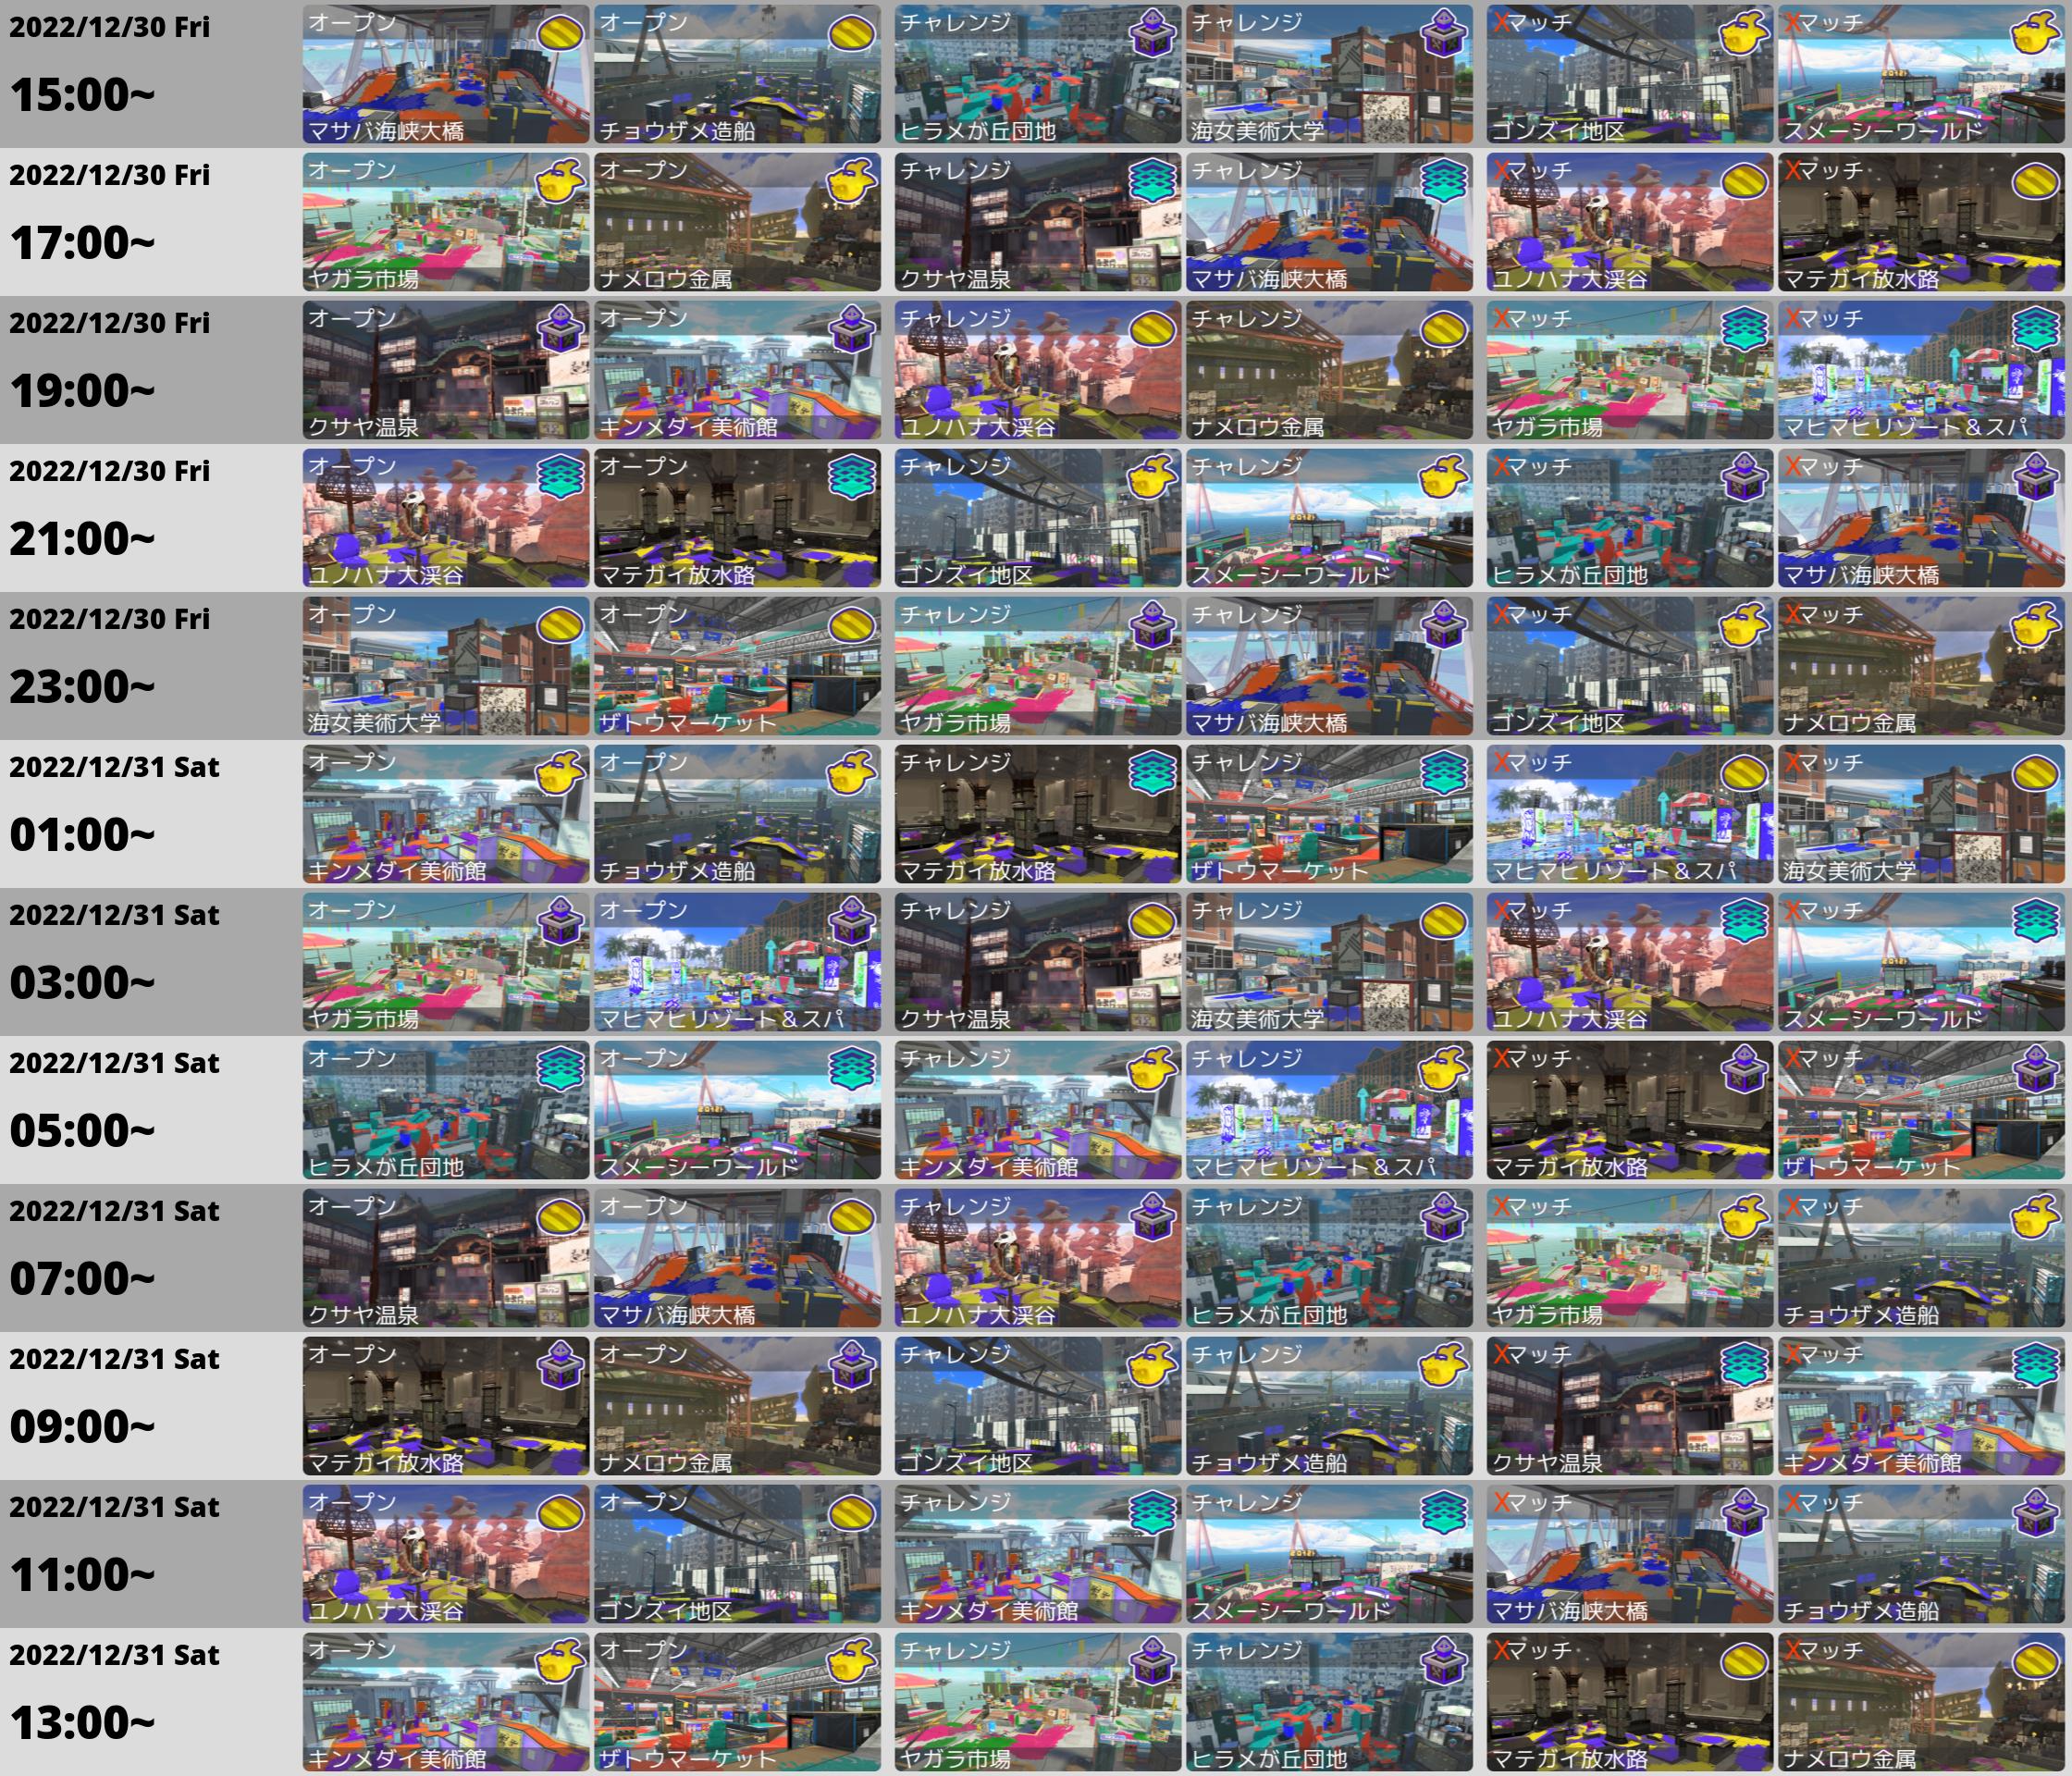 2022/12/30 Fri
15:00~
オープン オープン チャレンジ チャレンジ Xマッチ Xマッチ
マサバ海峡大橋 チョウザメ造船 ヒラメが丘団地 海女美術大学 ゴンズイ地区 スメーシーワールド
2022/12/30 Fri
17:00~
オープン オープン チャレンジ チャレンジ Xマッチ Xマッチ
ヤガラ市場 ナメロウ金属 クサヤ温泉 マサバ海峡大橋 ユノハナ大渓谷 マテガイ放水路
2022/12/30 Fri
19:00~
オープン オープン チャレンジ チャレンジ Xマッチ Xマッチ
クサヤ温泉 キンメダイ美術館 ユノハナ大渓谷 ナメロウ金属 ヤガラ市場 マヒマヒリゾート&スパ
2022/12/30 Fri
21:00~
オープン オープン チャレンジ チャレンジ Xマッチ Xマッチ
ユノハナ大渓谷 マテガイ放水路 ゴンズイ地区 スメーシーワールド ヒラメが丘団地 マサバ海峡大橋
2022/12/30 Fri
23:00~
オープン オープン チャレンジ チャレンジ Xマッチ Xマッチ
海女美術大学 ザトウマーケット ヤガラ市場 マサバ海峡大橋 ゴンズイ地区 ナメロウ金属
2022/12/31 Sat
01:00~
オープン オープン チャレンジ チャレンジ Xマッチ Xマッチ
キンメダイ美術館 チョウザメ造船 マテガイ放水路 ザトウマーケット マヒマヒリゾート&スパ 海女美術大学
2022/12/31 Sat
03:00~
オープン オープン チャレンジ チャレンジ Xマッチ Xマッチ
ヤガラ市場 マヒマヒリゾート&スパ クサヤ温泉 海女美術大学 ユノハナ大渓谷 スメーシーワールド
2022/12/31 Sat
05:00~
オープン オープン チャレンジ チャレンジ Xマッチ Xマッチ
ヒラメが丘団地 スメーシーワールド キンメダイ美術館 マヒマヒリゾート&スパ マテガイ放水路 ザトウマーケット
2022/12/31 Sat
07:00~
オープン オープン チャレンジ チャレンジ Xマッチ Xマッチ
クサヤ温泉 マサバ海峡大橋 ユノハナ大渓谷 ヒラメが丘団地 ヤガラ市場 チョウザメ造船
2022/12/31 Sat
09:00~
オープン オープン チャレンジ チャレンジ Xマッチ Xマッチ
マテガイ放水路 ナメロウ金属 ゴンズイ地区 チョウザメ造船 クサヤ温泉 キンメダイ美術館
2022/12/31 Sat
11:00~
オープン オープン チャレンジ チャレンジ Xマッチ Xマッチ
ユノハナ大渓谷 ゴンズイ地区 キンメダイ美術館 スメーシーワールド マサバ海峡大橋 チョウザメ造船
2022/12/31 Sat
13:00~
オープン オープン チャレンジ チャレンジ Xマッチ Xマッチ
キンメダイ美術館 ザトウマーケット ヤガラ市場 ヒラメが丘団地 マテガイ放水路 ナメロウ金属